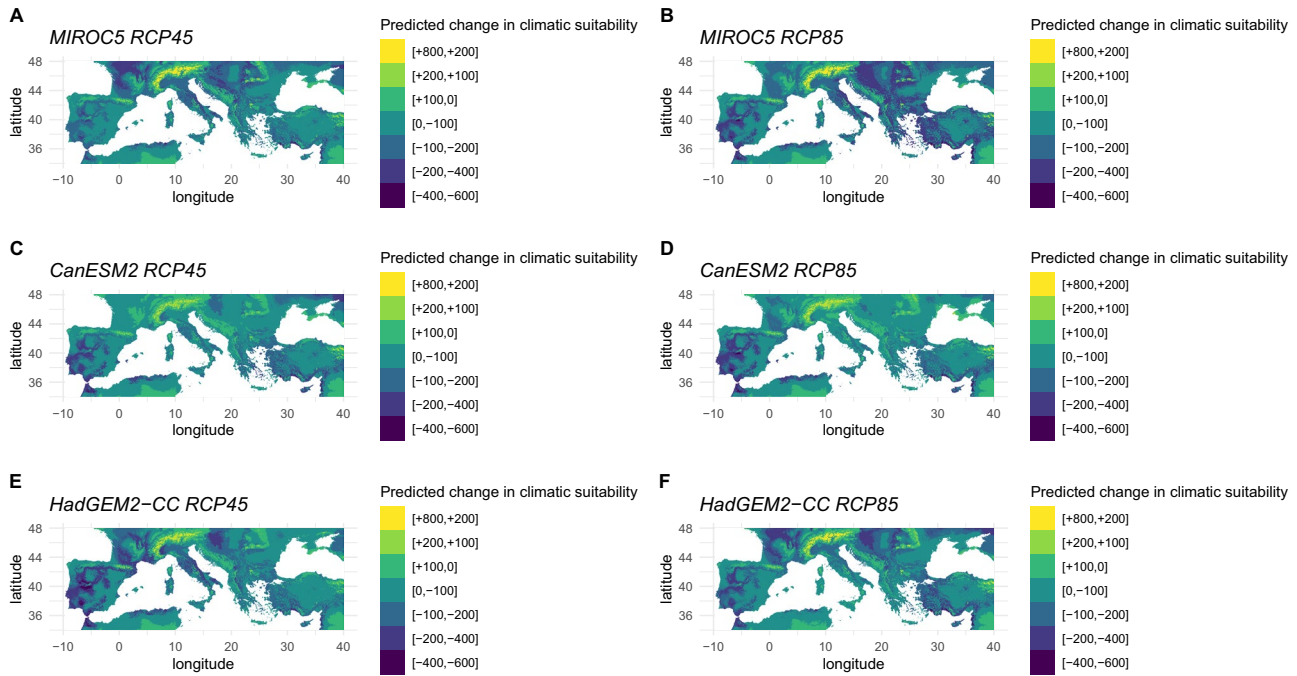 A
MIROC5 RCP45
latitude
48
44
40
36
−10 0 10 20 30 40
longitude
Predicted change in climatic suitability
[+800,+200]
[+200,+100]
[+100,0]
[0,−100]
[−100,−200]
[−200,−400]
[−400,−600]
B
MIROC5 RCP85
latitude
48
44
40
36
−10 0 10 20 30 40
longitude
Predicted change in climatic suitability
[+800,+200]
[+200,+100]
[+100,0]
[0,−100]
[−100,−200]
[−200,−400]
[−400,−600]
C
CanESM2 RCP45
latitude
48
44
40
36
−10 0 10 20 30 40
longitude
Predicted change in climatic suitability
[+800,+200]
[+200,+100]
[+100,0]
[0,−100]
[−100,−200]
[−200,−400]
[−400,−600]
D
CanESM2 RCP85
latitude
48
44
40
36
−10 0 10 20 30 40
longitude
Predicted change in climatic suitability
[+800,+200]
[+200,+100]
[+100,0]
[0,−100]
[−100,−200]
[−200,−400]
[−400,−600]
E
HadGEM2−CC RCP45
latitude
48
44
40
36
−10 0 10 20 30 40
longitude
Predicted change in climatic suitability
[+800,+200]
[+200,+100]
[+100,0]
[0,−100]
[−100,−200]
[−200,−400]
[−400,−600]
F
HadGEM2−CC RCP85
latitude
48
44
40
36
−10 0 10 20 30 40
longitude
Predicted change in climatic suitability
[+800,+200]
[+200,+100]
[+100,0]
[0,−100]
[−100,−200]
[−200,−400]
[−400,−600]